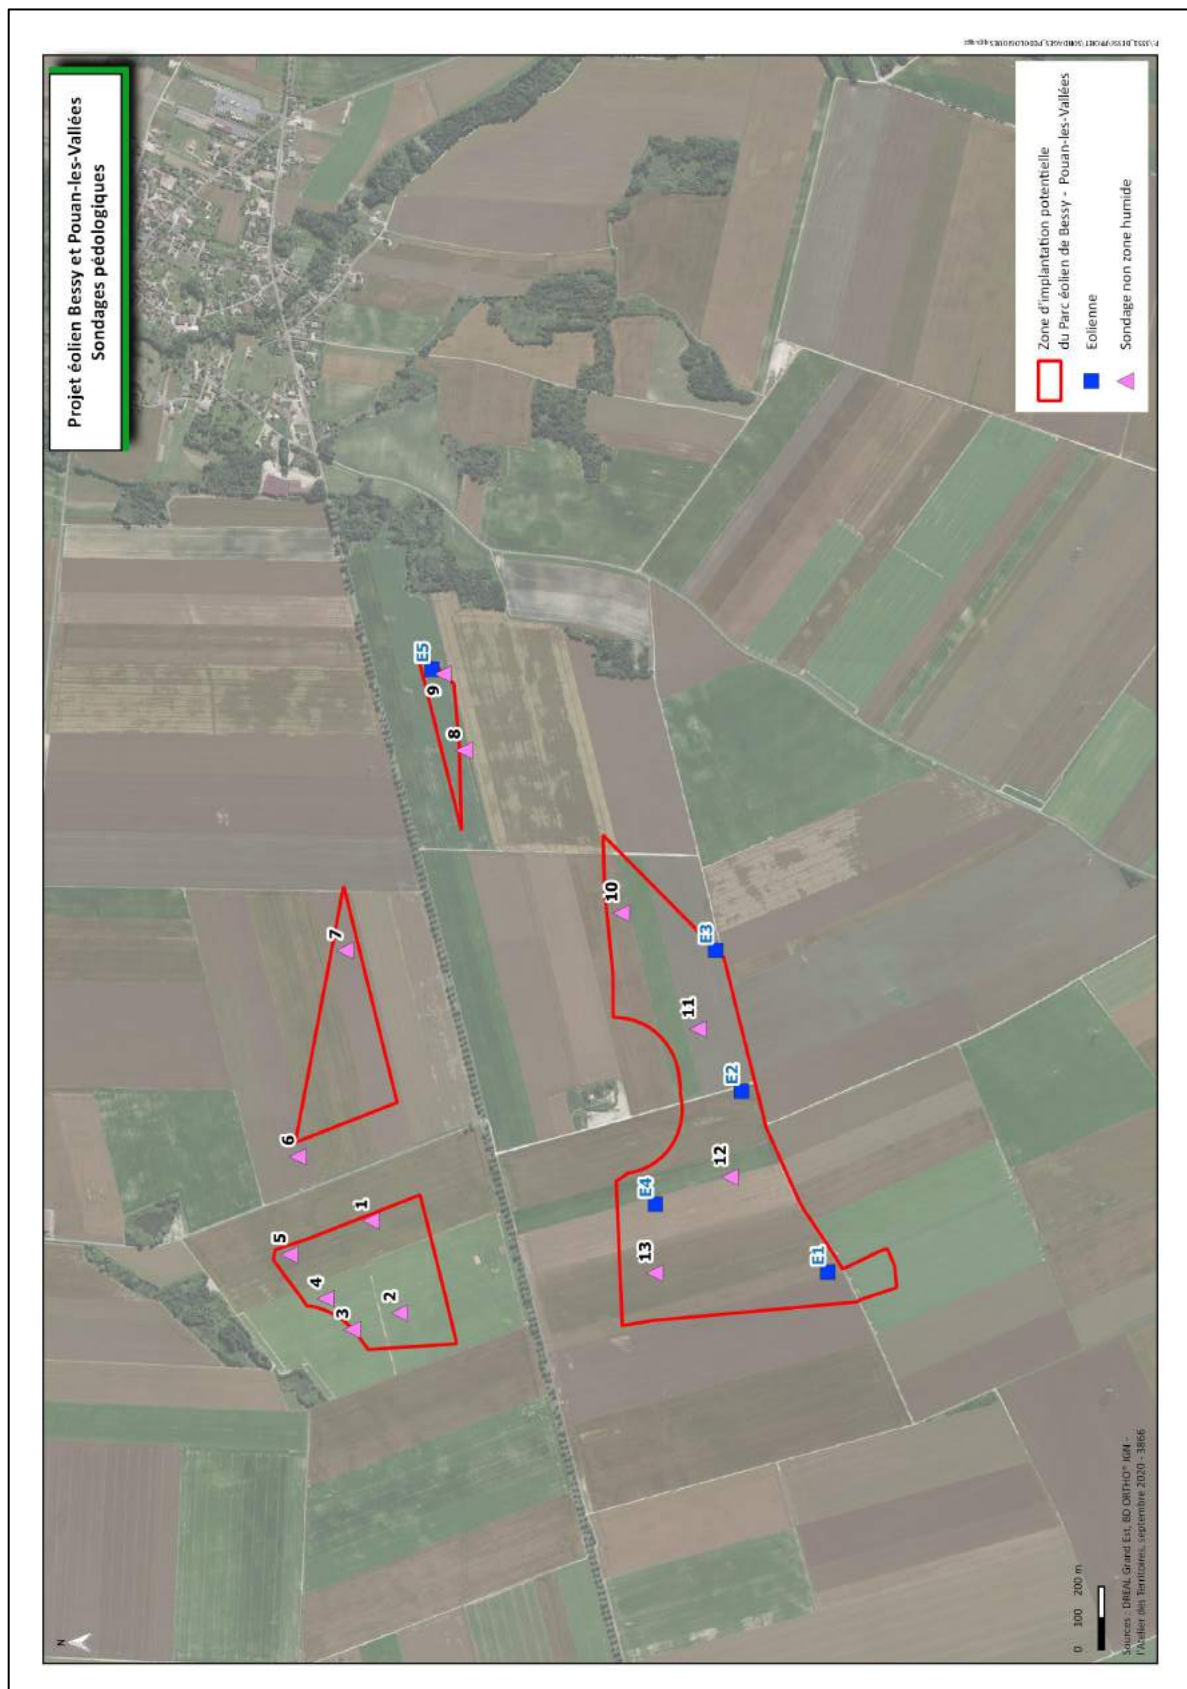 Projet éolien Bessy et Pouan-les-Vallées
Sondages pédologiques
N
5
4
3
2
1
6
7
8
9
E5
10
11
12
13
E4
E3
E2
E1
Zone d'implantation potentielle
du Parc éolien de Bessy - Pouan-les-Vallées
Eolienne
Sondage non zone humide
0 100 200 m
Sources : DREAL Grand Est, BD ORTHO® IGN -
l'Atelier des Territoires, septembre 2020 - 3866